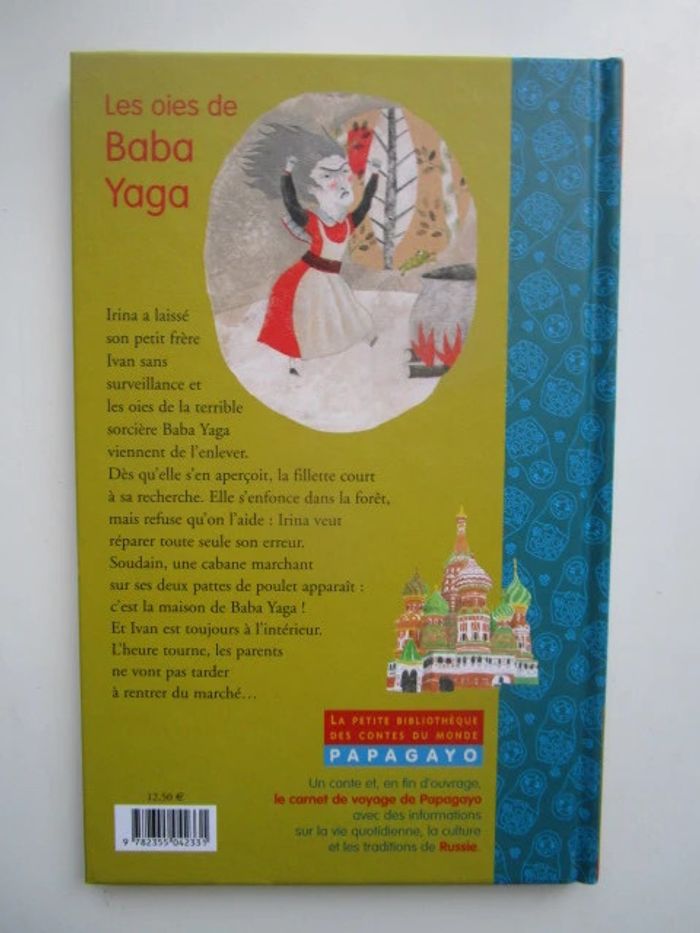 Les oies de
Baba
Yaga
Irina a laissé
son petit frère
Ivan sans
surveillance et
les oies de la terrible
sorcière Baba Yaga
viennent de l'enlever.
Dès qu'elle s'en aperçoit, la fillette court
à sa recherche. Elle s'enfonce dans la forêt,
mais refuse qu'on l'aide : Irina veut
réparer toute seule son erreur.
Soudain, une cabane marchant
sur ses deux pattes de poulet apparaît :
c'est la maison de Baba Yaga !
Et Ivan est toujours à l'intérieur.
L'heure tourne, les parents
ne vont pas tarder
à rentrer du marché…
LA PETITE BIBLIOTHÈQUE
DES CONTES DU MONDE
PAPAGAYO
Un conte et, en fin d'ouvrage,
le carnet de voyage de Papagayo
avec des informations
sur la vie quotidienne, la culture
et les traditions de Russie.
12,50 €
9 782355 042331